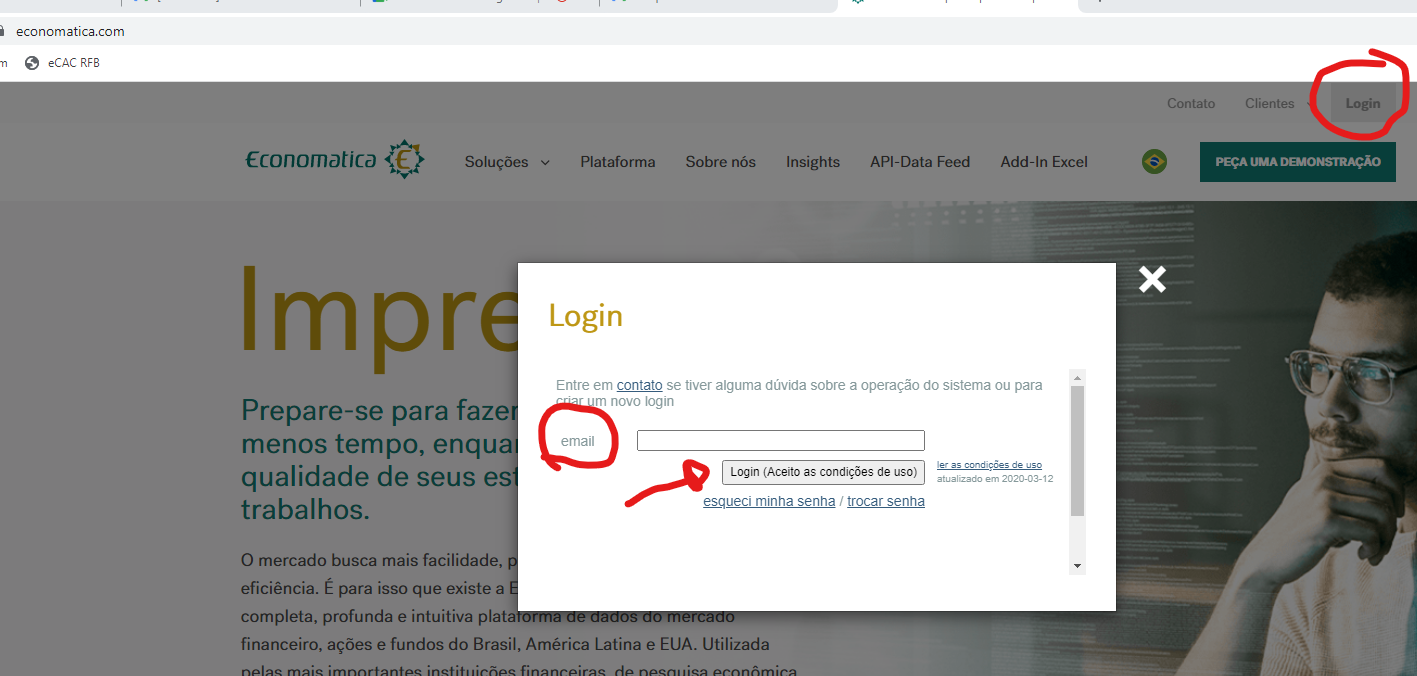 economatica.com
eCAC RFB
Contato Clientes Login
Economatica
Soluções Plataforma Sobre nós Insights API-Data Feed Add-In Excel PEÇA UMA DEMONSTRAÇÃO
Impre
Login
Prepare-se para fazer
menos tempo, enquan
qualidade de seus est
trabalhos.
Entre em contato se tiver alguma dúvida sobre a operação do sistema ou para
criar um novo login
email
Login (Aceito as condições de uso)
ler as condições de uso
atualizado em 2020-03-12
esqueci minha senha / trocar senha
O mercado busca mais facilidade, p
eficiência. É para isso que existe a E
completa, profunda e intuitiva plataforma de dados do mercado
financeiro, ações e fundos do Brasil, América Latina e EUA. Utilizada
pelas mais importantes instituições financeiras, de pesquisa econômica